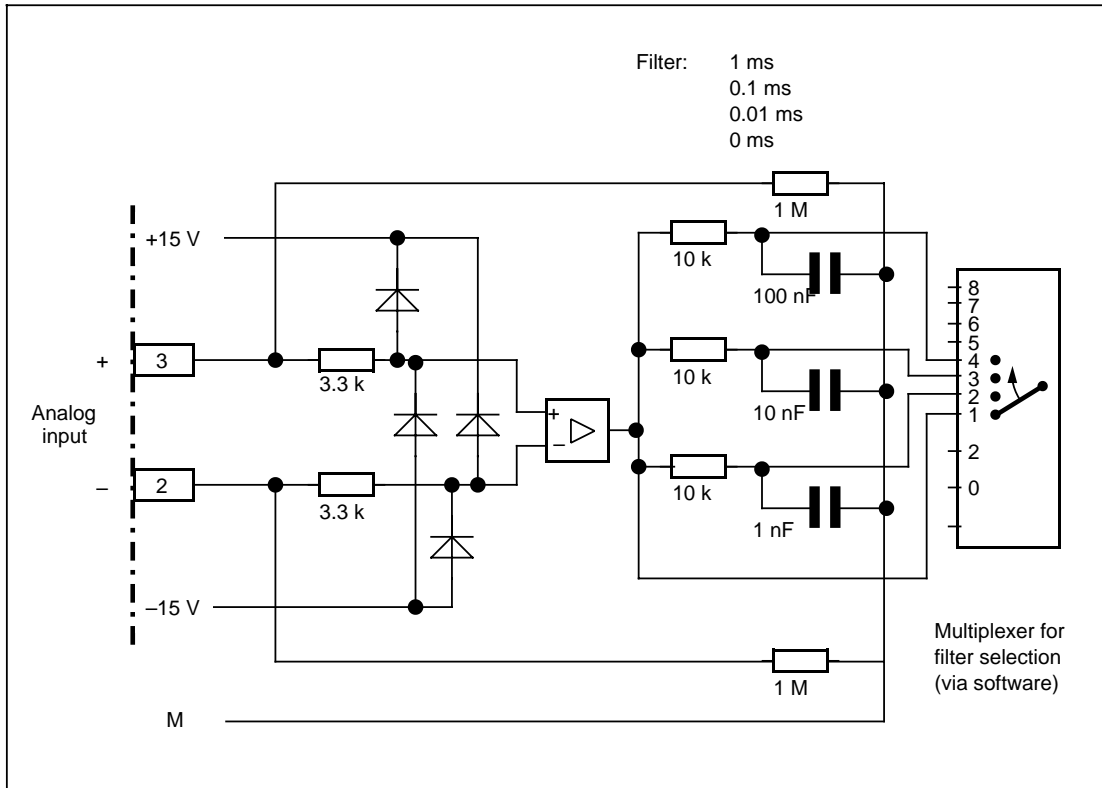 Filter: 1 ms
0.1 ms
0.01 ms
0 ms
1 M
+15 V
10 k
100 nF
8
7
6
5
4
3
2
1
2
0
+
3
3.3 k
10 k
10 nF
Analog
input
+
–
–
2
3.3 k
10 k
1 nF
–15 V
Multiplexer for
filter selection
(via software)
1 M
M